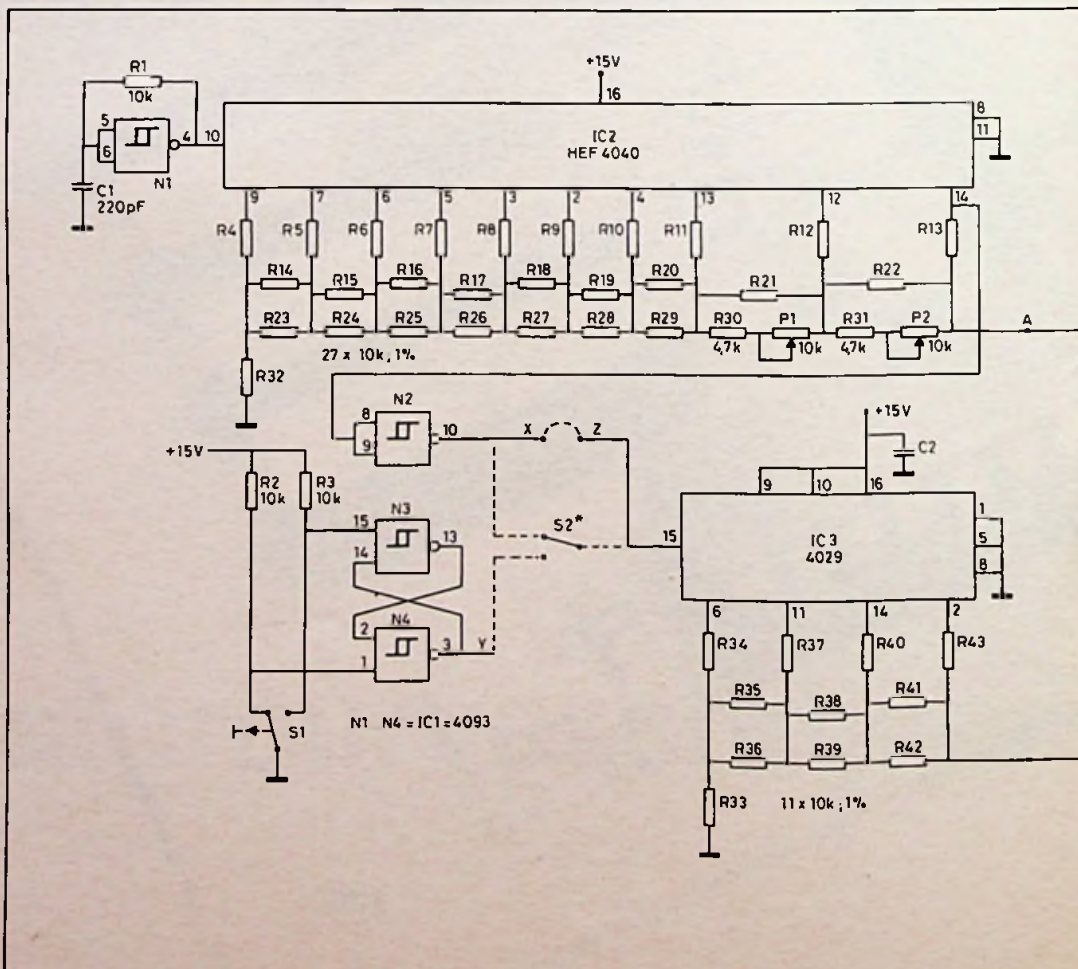 R1
10k
5
6
4
10
N1
C1
220pF
+15V
16
IC2
HEF 4040
8
11
9
7
6
5
3
2
4
13
12
14
R4
R5
R6
R7
R8
R9
R10
R11
R12
R13
R14
R15
R16
R17
R18
R19
R20
R21
R22
R23
R24
R25
R26
R27
R28
R29
R30
4,7k
P1
10k
R31
4,7k
P2
10k
A
27 x 10k, 1%
R32
N2
8
9
10
X
Z
+15V
C2
+15V
R2
10k
R3
10k
N3
15
14
13
S2*
9
10
16
15
IC3
4029
1
5
8
N4
2
1
3
Y
6
11
14
2
R34
R37
R40
R43
R35
R38
R41
R36
R39
R42
S1
N1 N4 = IC1 = 4093
R33
11 x 10k ; 1%